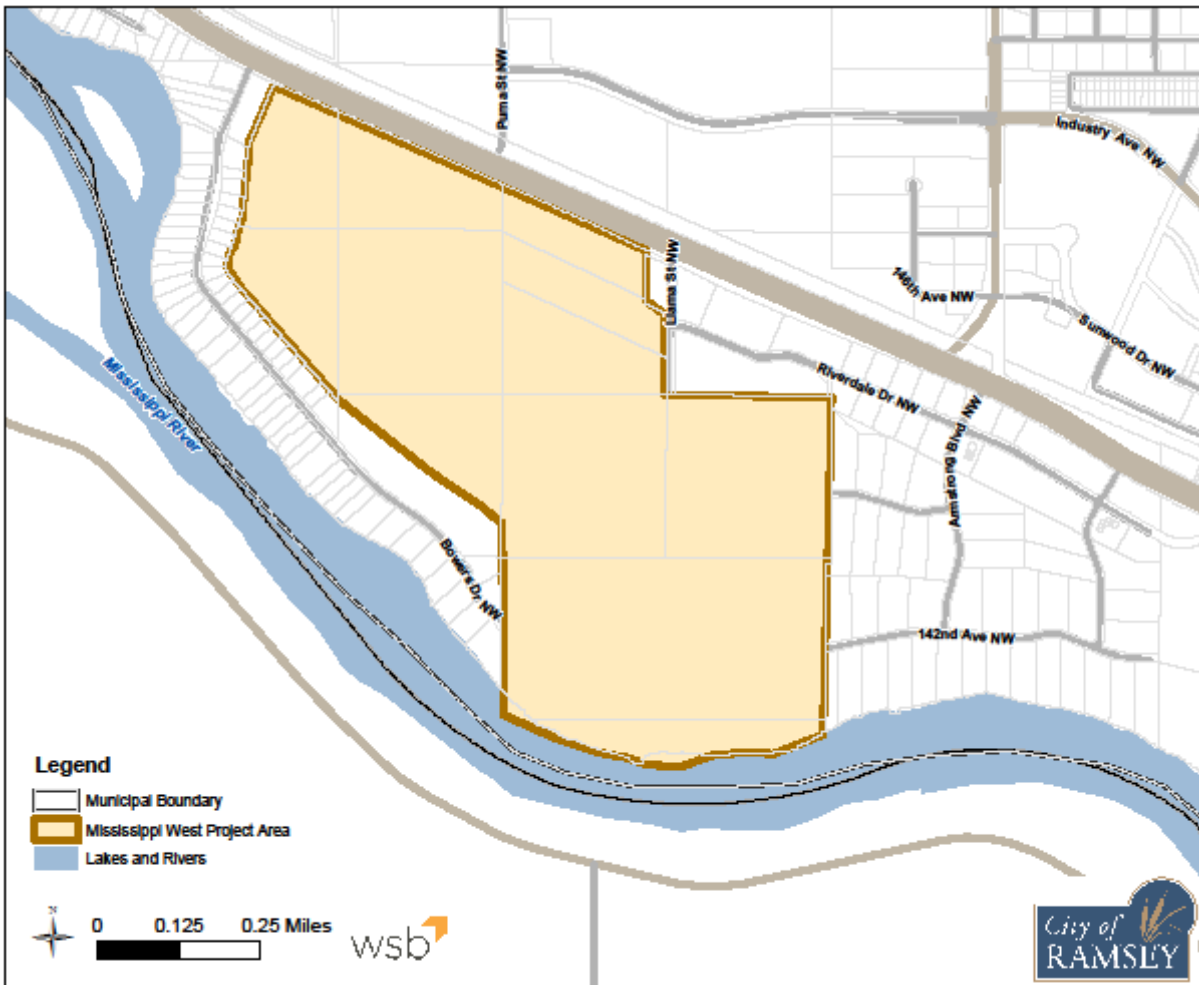 Puma St NW
Industry Ave NW
Llama St NW
146th Ave NW
Sunwood Dr NW
Riverdale Dr NW
Armstrong Blvd NW
Mississippi River
Bowers Dr NW
142nd Ave NW
Legend
Municipal Boundary
Mississippi West Project Area
Lakes and Rivers
N
0 0.125 0.25 Miles
wsb
City of
RAMSEY